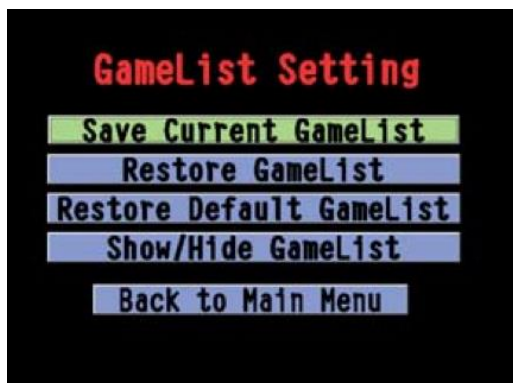 GameList Setting
Save Current GameList
Restore GameList
Restore Default GameList
Show/Hide GameList
Back to Main Menu